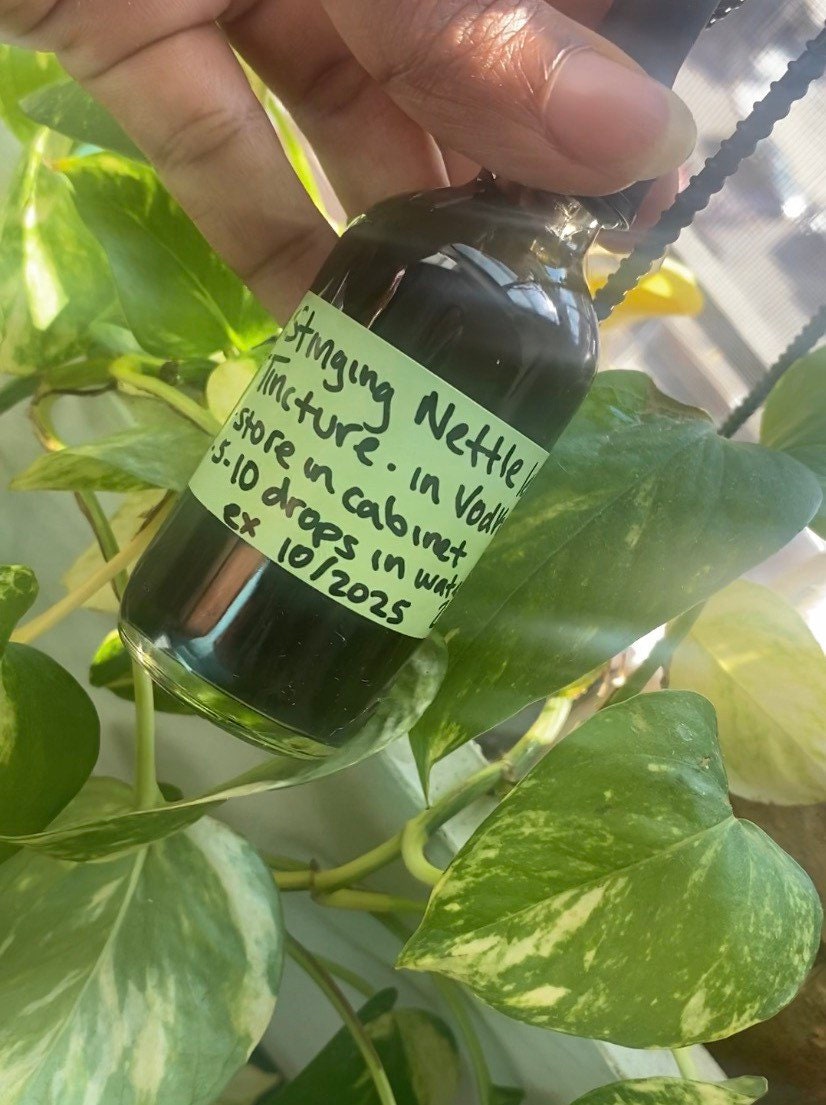 Stinging Nettle
Tincture. in
·store in cabinet
·5-10 drops in
ex 10/2025